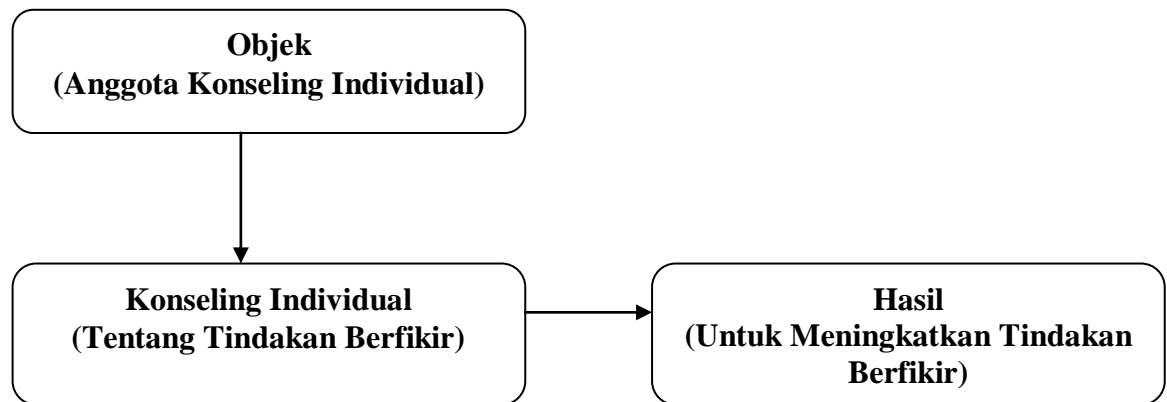 Objek
(Anggota Konseling Individual)
Konseling Individual
(Tentang Tindakan Berfikir)
Hasil
(Untuk Meningkatkan Tindakan
Berfikir)